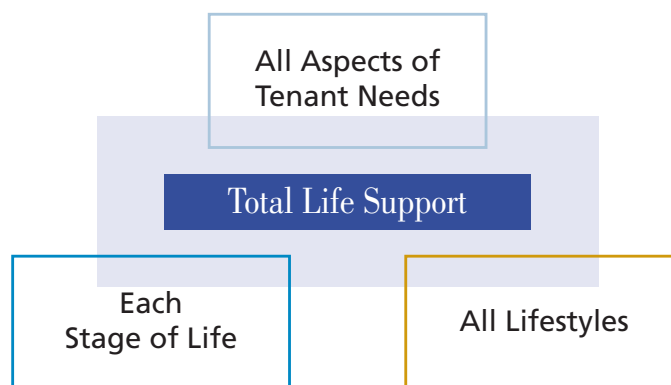 All Aspects of
Tenant Needs
Total Life Support
Each
Stage of Life
All Lifestyles